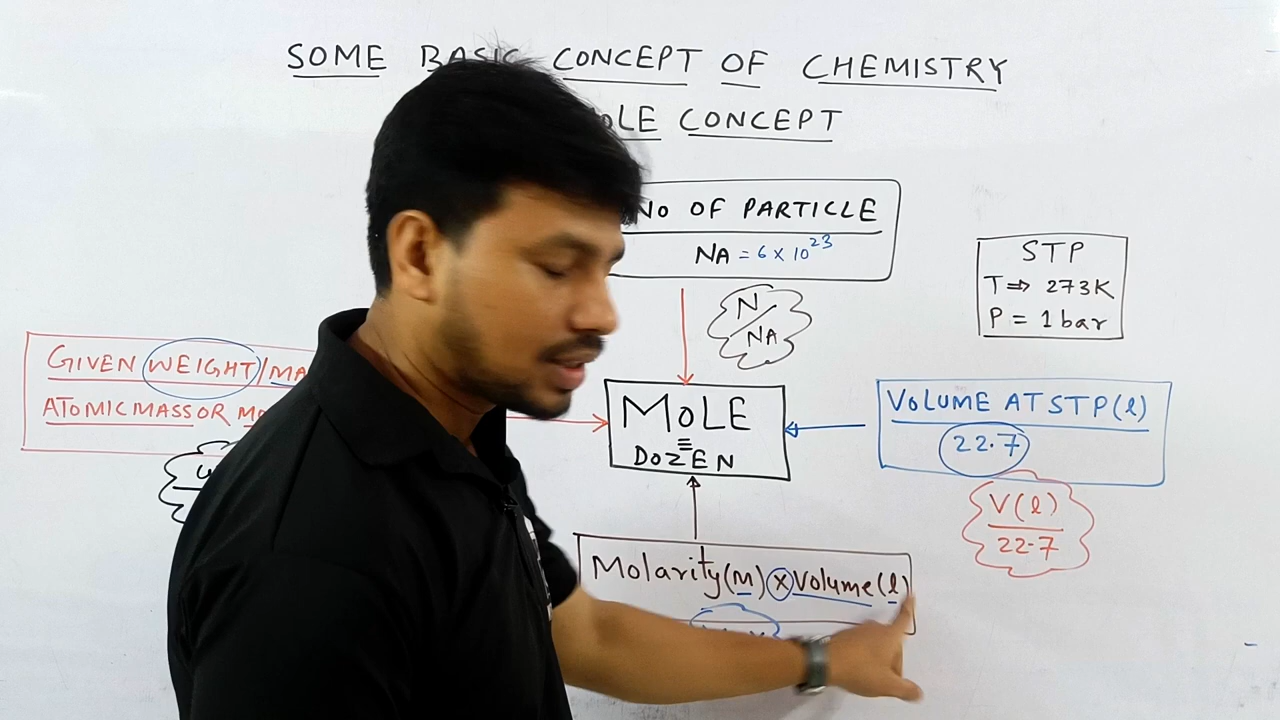 SOME BASIC CONCEPT OF CHEMISTRY
CONCEPT
NO OF PARTICLE
NA = 6 × 10²³
N
NA
STP
T ⇒ 273K
P = 1 bar
GIVEN WEIGHT/
ATOMIC MASS OR
MOLE
≡
DOZEN
VOLUME AT STP(l)
22.7
V(l)
22.7
Molarity(m) × Volume(l)